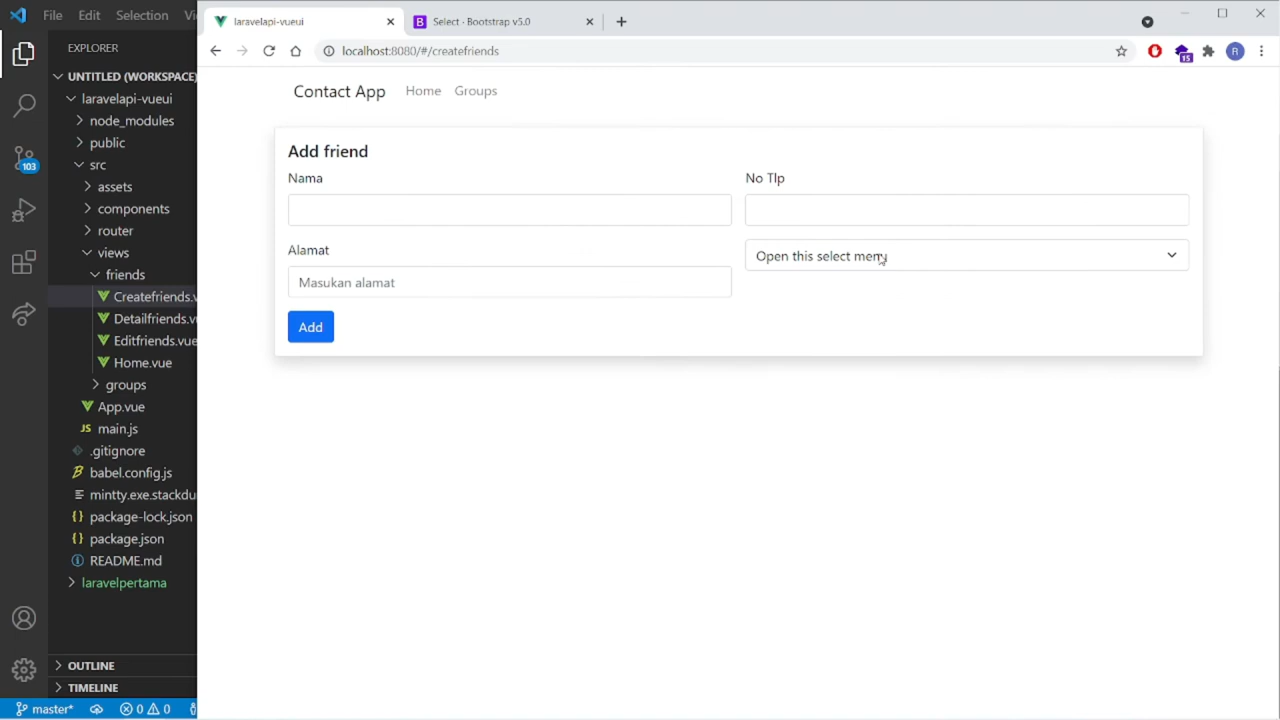 File Edit Selection
laravelapi-vueui
Select · Bootstrap v5.0
localhost:8080/#/createfriends
15
R
EXPLORER
UNTITLED (WORKSPACE)
laravelapi-vueui
node_modules
public
src
assets
components
router
views
friends
Createfriends.v
Detailfriends.v
Editfriends.vue
Home.vue
groups
App.vue
JS main.js
.gitignore
babel.config.js
mintty.exe.stackdu
{} package-lock.json
{} package.json
README.md
laravelpertama
OUTLINE
TIMELINE
103
master* 0 0
Contact App Home Groups
Add friend
Nama
No Tlp
Alamat
Open this select menu
Masukan alamat
Add